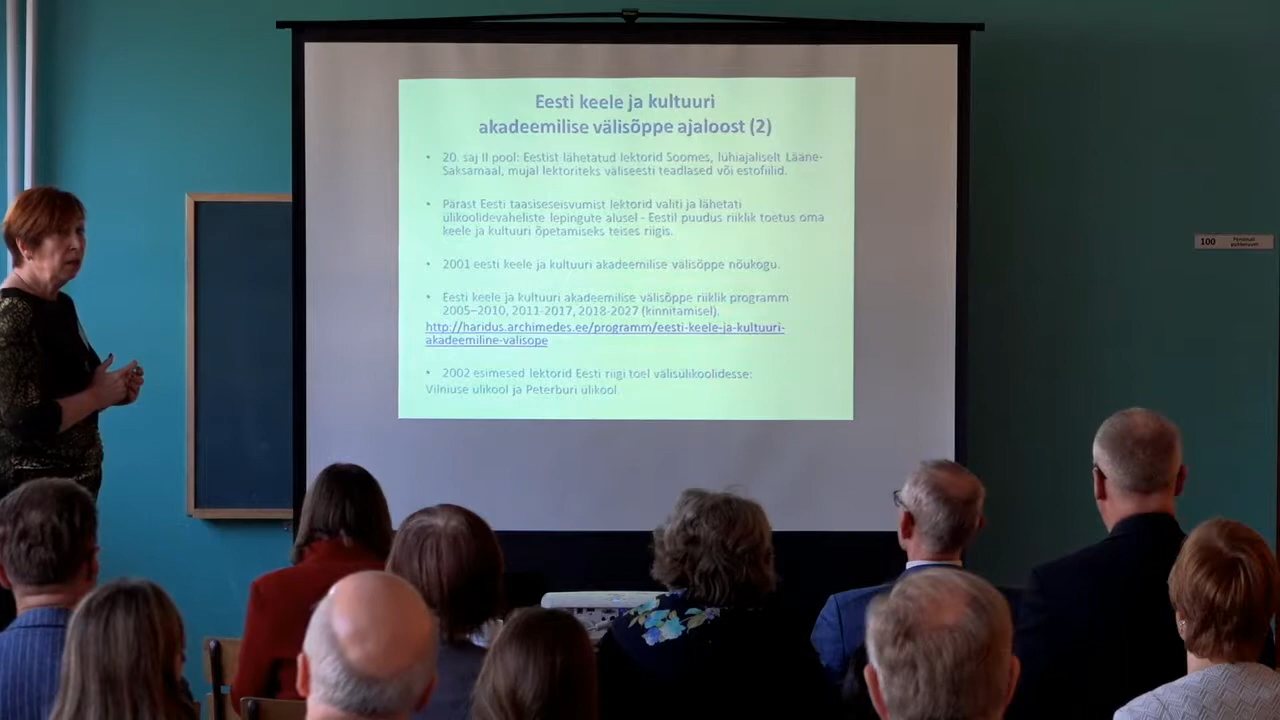 Eesti keele ja kultuuri
akadeemilise välisõppe ajaloost (2)
• 20. saj II pool: Eestist lähetatud lektorid Soomes, lühiajaliselt Lääne-
Saksamaal, mujal lektoriteks väliseesti teadlased või estofiilid.
• Pärast Eesti taasiseseisvumist lektorid valiti ja lähetati
ülikoolidevaheliste lepingute alusel - Eestil puudus riiklik toetus oma
keele ja kultuuri õpetamiseks teises riigis.
• 2001 eesti keele ja kultuuri akadeemilise välisõppe nõukogu.
• Eesti keele ja kultuuri akadeemilise välisõppe riiklik programm
2005–2010, 2011-2017, 2018-2027 (kinnitamisel).
http://haridus.archimedes.ee/programm/eesti-keele-ja-kultuuri-
akadeemiline-valisope
• 2002 esimesed lektorid Eesti riigi toel välisülikoolidesse:
Vilniuse ülikool ja Peterburi ülikool.
100